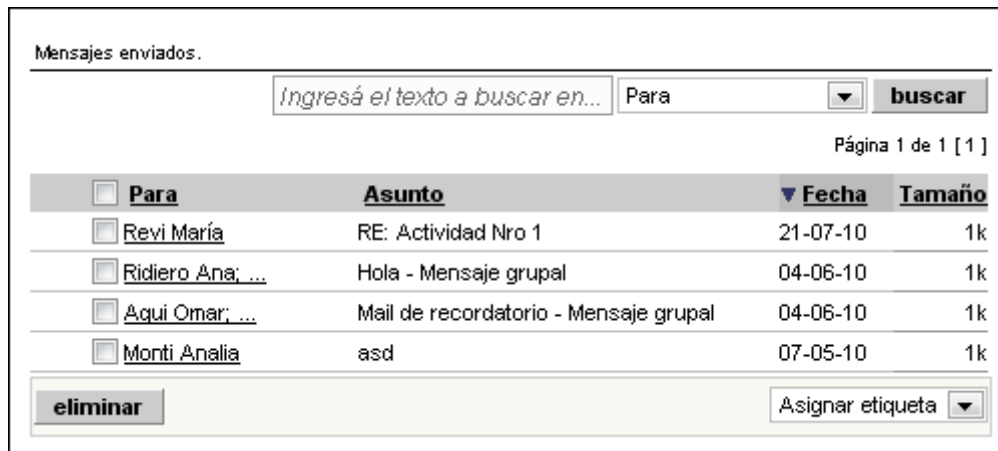 Mensajes enviados.
Ingresá el texto a buscar en... Para buscar
Página 1 de 1 [ 1 ]
Para Asunto Fecha Tamaño
Revi María RE: Actividad Nro 1 21-07-10 1k
Ridiero Ana; ... Hola - Mensaje grupal 04-06-10 1k
Aqui Omar; ... Mail de recordatorio - Mensaje grupal 04-06-10 1k
Monti Analia asd 07-05-10 1k
eliminar Asignar etiqueta